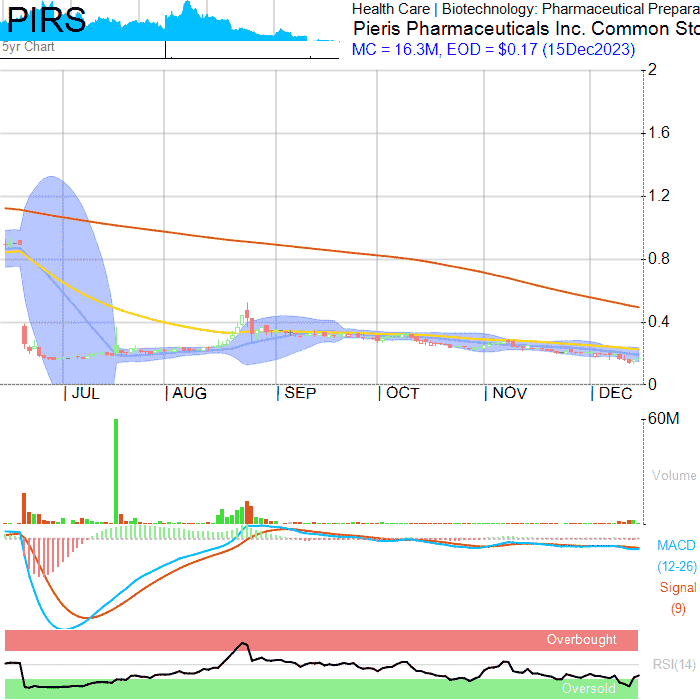 PIRS
5yr Chart
Health Care | Biotechnology: Pharmaceutical Prepara
Pieris Pharmaceuticals Inc. Common Sto
MC = 16.3M, EOD = $0.17 (15Dec2023)
2
1.6
1.2
0.8
0.4
0
JUL AUG SEP OCT NOV DEC
60M
Volume
MACD
(12-26)
Signal
(9)
Overbought
RSI(14)
Oversold